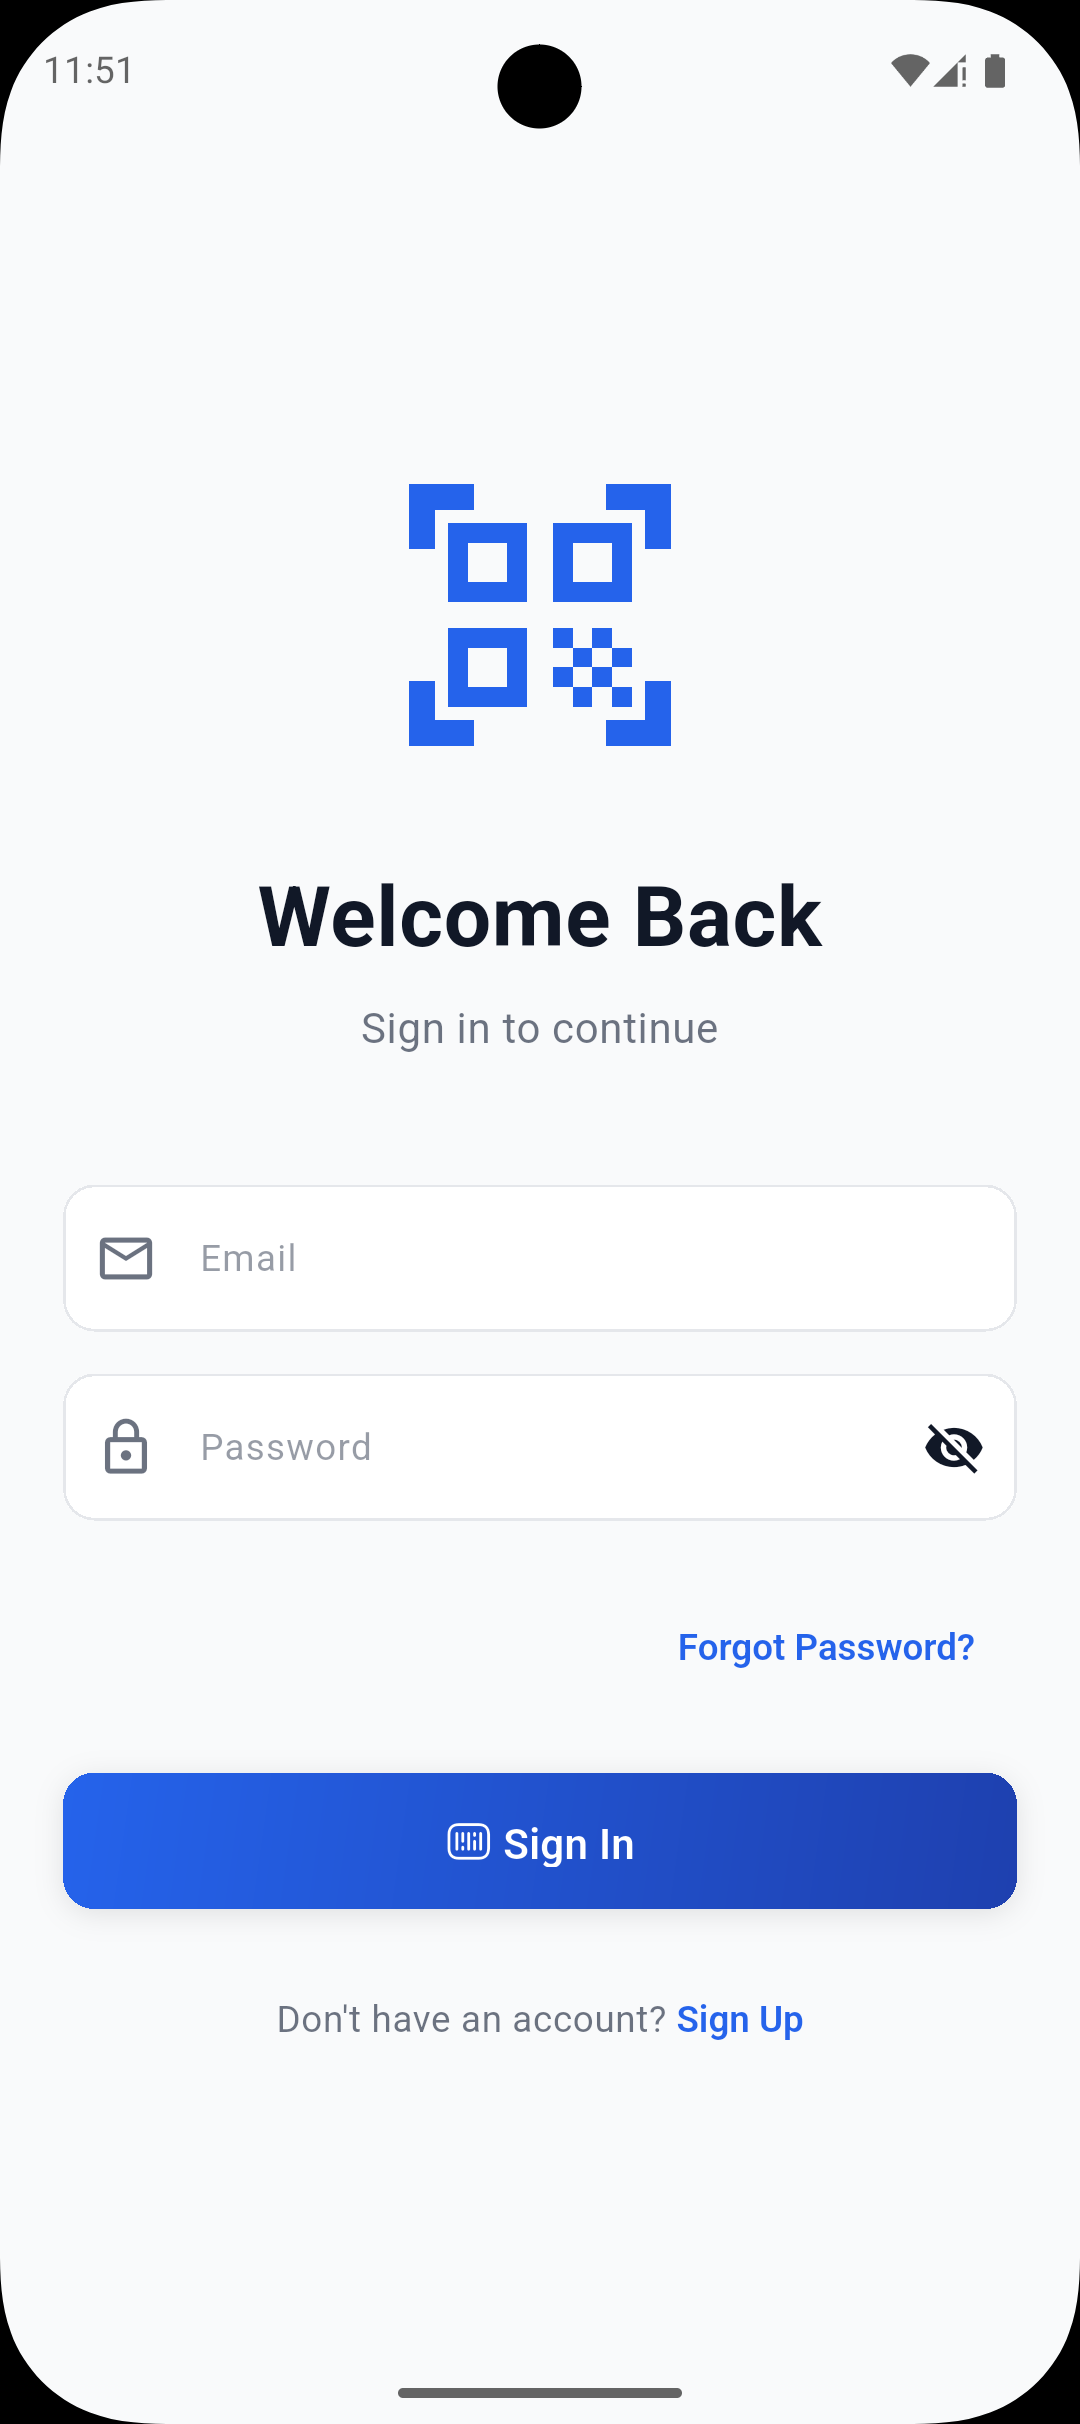 11:51
Welcome Back
Sign in to continue
Email
Password
Forgot Password?
Sign In
Don't have an account? Sign Up